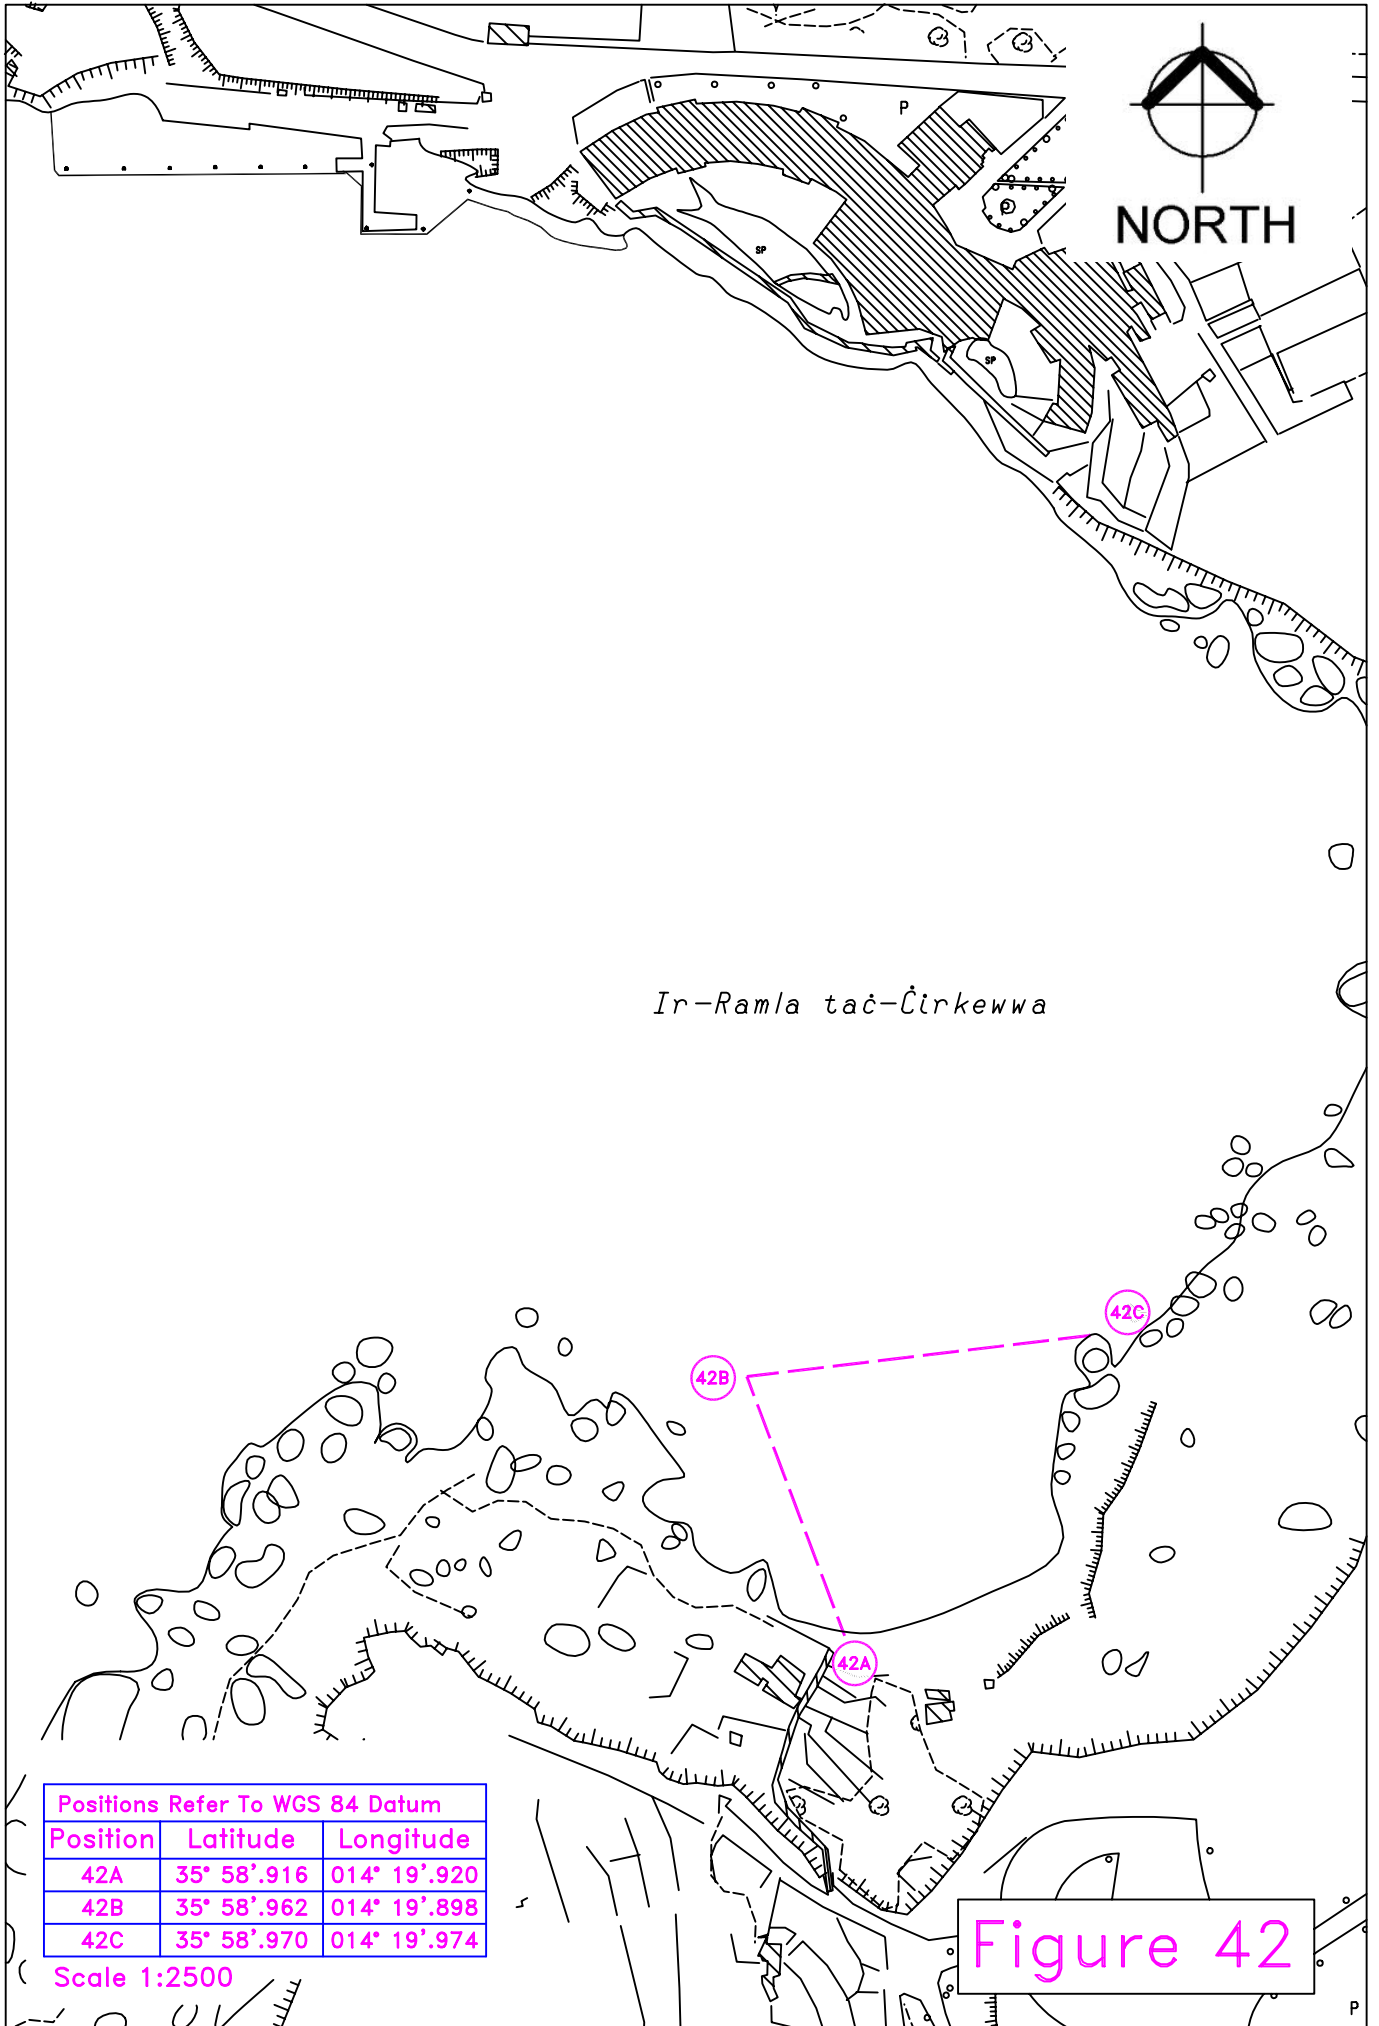 P
NORTH
SP
SP
Ir-Ramla taċ-Ċirkewwa
42C
42B
42A
Positions Refer To WGS 84 Datum
Position Latitude Longitude
42A 35° 58'.916 014° 19'.920
42B 35° 58'.962 014° 19'.898
42C 35° 58'.970 014° 19'.974
Scale 1:2500
Figure 42
P